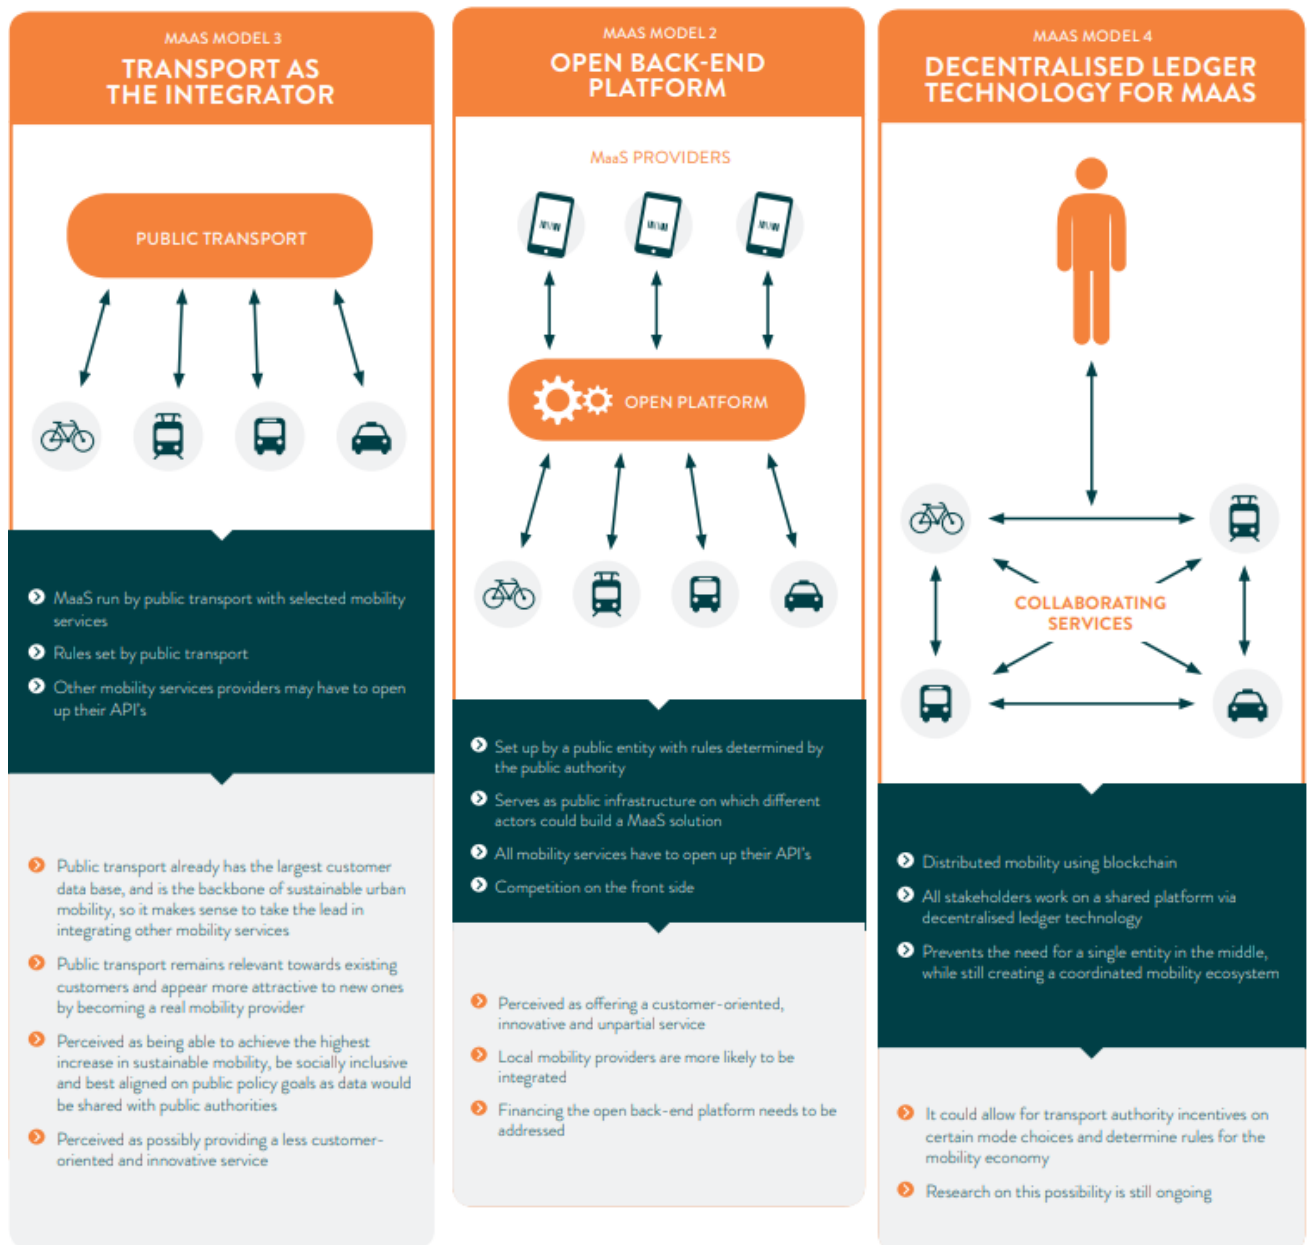 MAAS MODEL 3
TRANSPORT AS
THE INTEGRATOR
PUBLIC TRANSPORT
MaaS run by public transport with selected mobility
services
Rules set by public transport
Other mobility services providers may have to open
up their API's
Public transport already has the largest customer
data base, and is the backbone of sustainable urban
mobility, so it makes sense to take the lead in
integrating other mobility services
Public transport remains relevant towards existing
customers and appear more attractive to new ones
by becoming a real mobility provider
Perceived as being able to achieve the highest
increase in sustainable mobility, be socially inclusive
and best aligned on public policy goals as data would
be shared with public authorities
Perceived as possibly providing a less customer-
oriented and innovative service
MAAS MODEL 2
OPEN BACK-END
PLATFORM
MaaS PROVIDERS
OPEN PLATFORM
Set up by a public entity with rules determined by
the public authority
Serves as public infrastructure on which different
actors could build a MaaS solution
All mobility services have to open up their API's
Competition on the front side
Perceived as offering a customer-oriented,
innovative and unpartial service
Local mobility providers are more likely to be
integrated
Financing the open back-end platform needs to be
addressed
MAAS MODEL 4
DECENTRALISED LEDGER
TECHNOLOGY FOR MAAS
COLLABORATING
SERVICES
Distributed mobility using blockchain
All stakeholders work on a shared platform via
decentralised ledger technology
Prevents the need for a single entity in the middle,
while still creating a coordinated mobility ecosystem
It could allow for transport authority incentives on
certain mode choices and determine rules for the
mobility economy
Research on this possibility is still ongoing